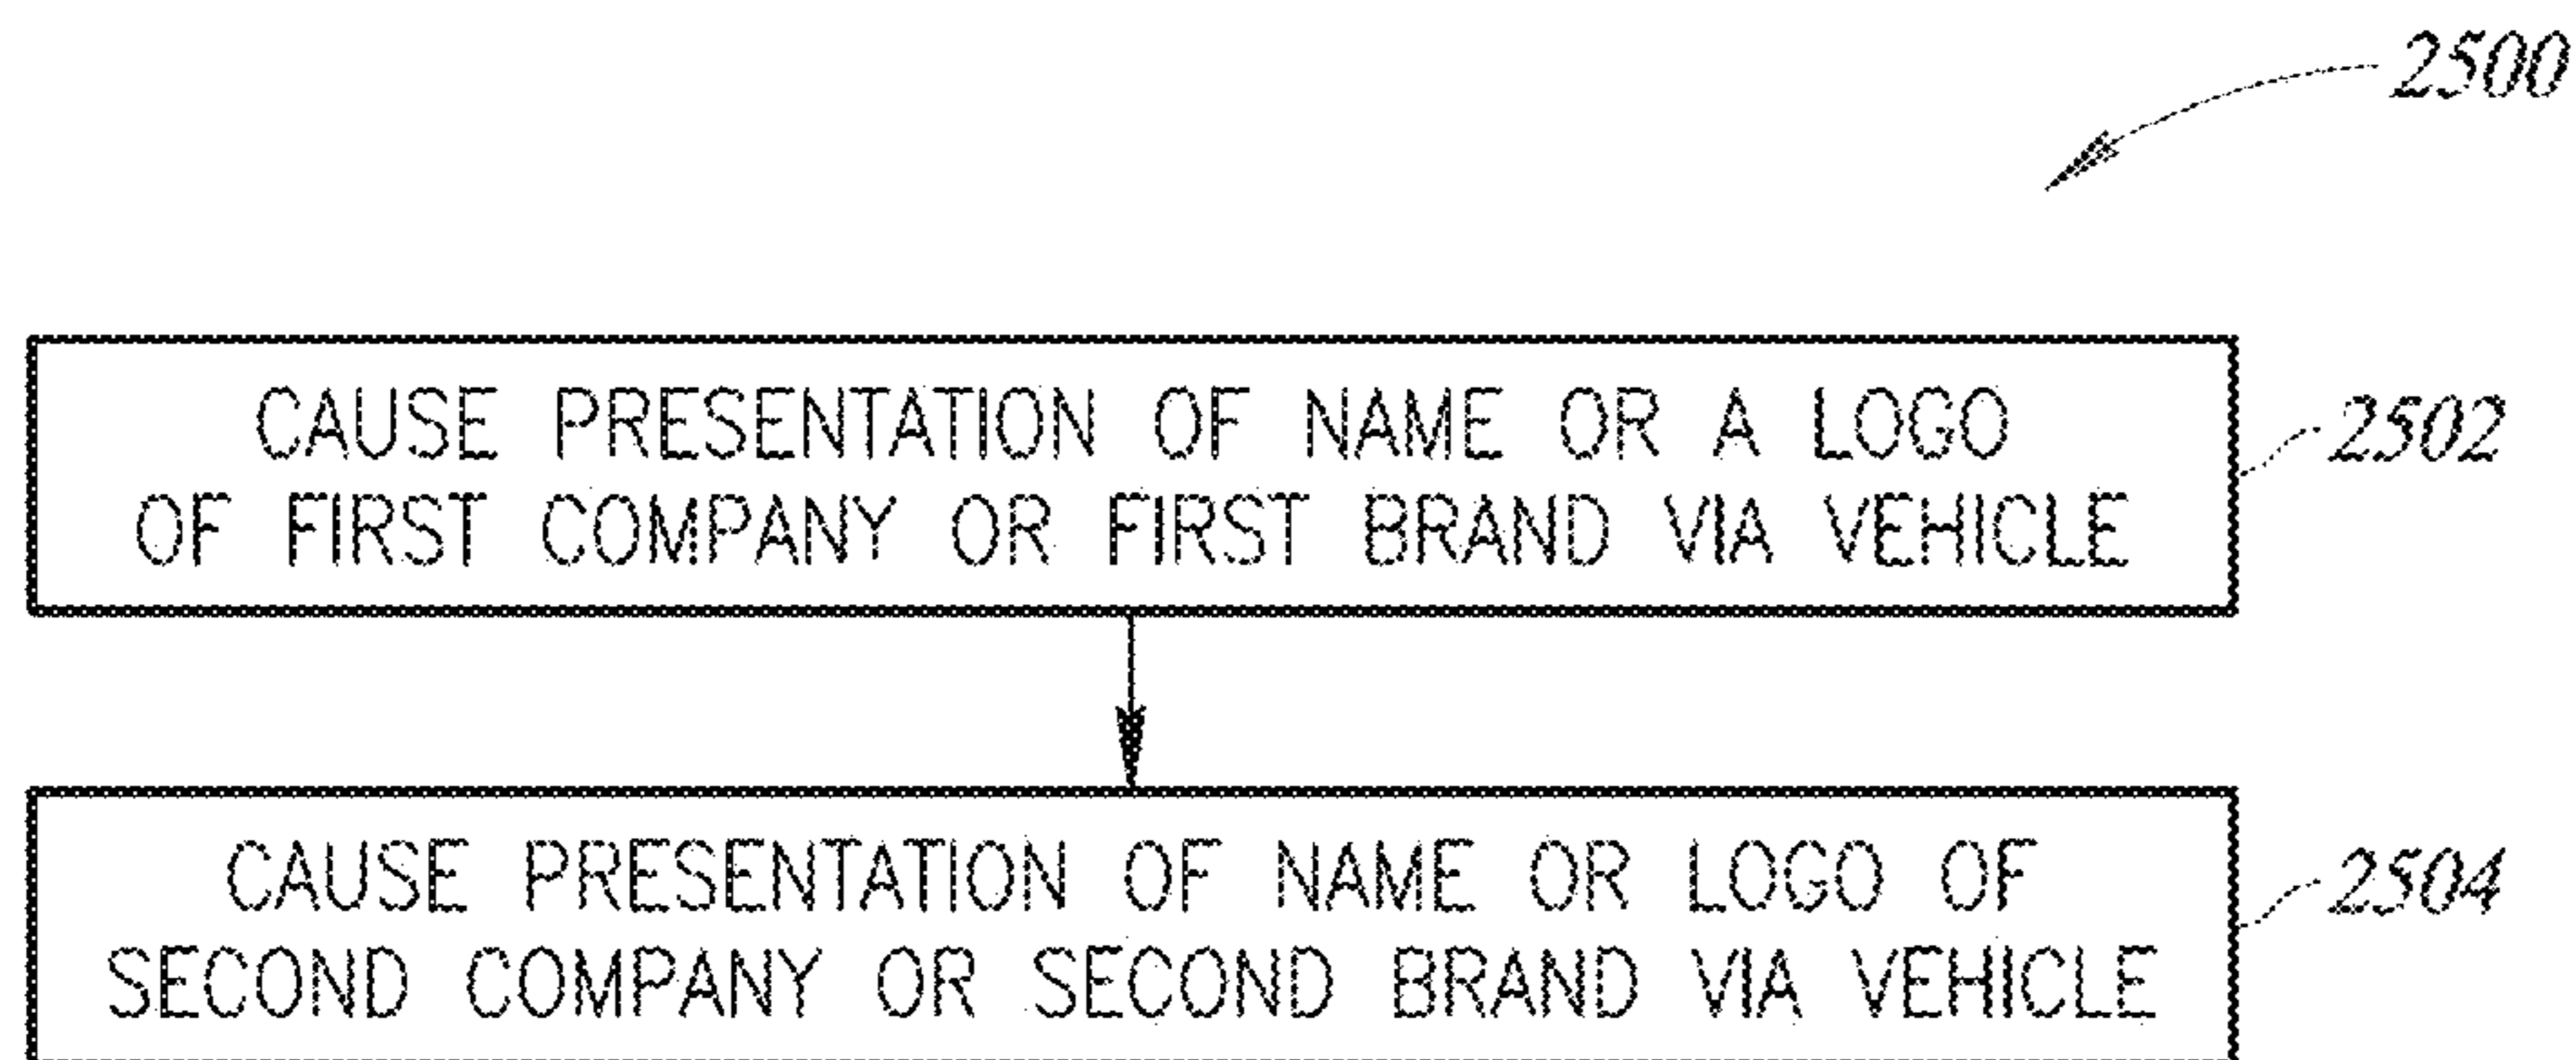 2500
CAUSE PRESENTATION OF NAME OR A LOGO
OF FIRST COMPANY OR FIRST BRAND VIA VEHICLE
2502
CAUSE PRESENTATION OF NAME OR LOGO OF
SECOND COMPANY OR SECOND BRAND VIA VEHICLE
2504